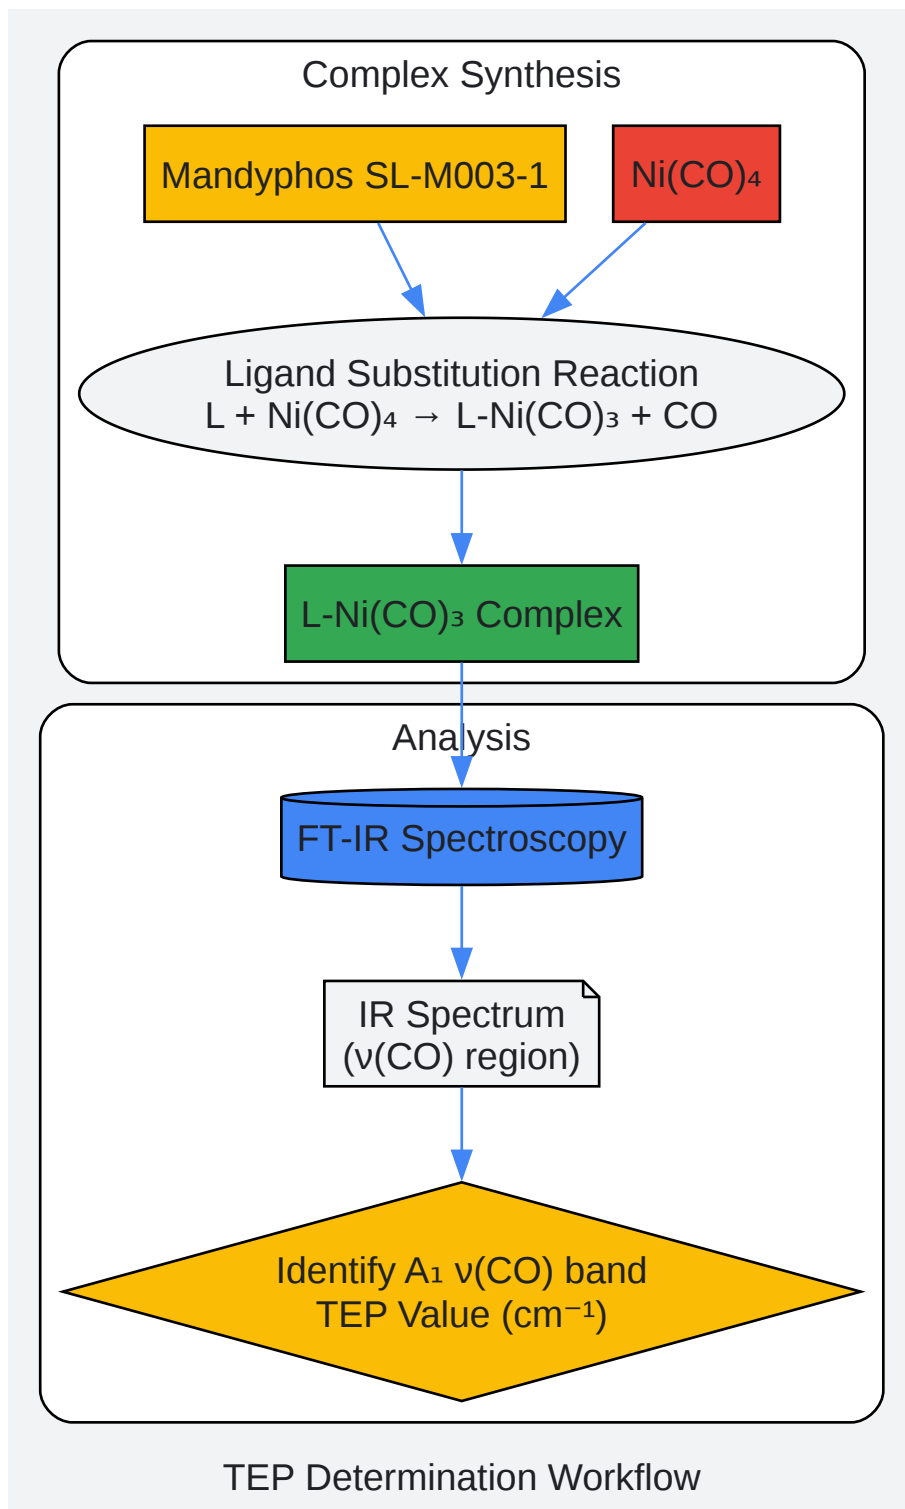 Complex Synthesis
Mandyphos SL-M003-1
Ni(CO)₄
Ligand Substitution Reaction
L + Ni(CO)₄ → L-Ni(CO)₃ + CO
L-Ni(CO)₃ Complex
Analysis
FT-IR Spectroscopy
IR Spectrum
(ν(CO) region)
Identify A₁ ν(CO) band
TEP Value (cm⁻¹)
TEP Determination Workflow